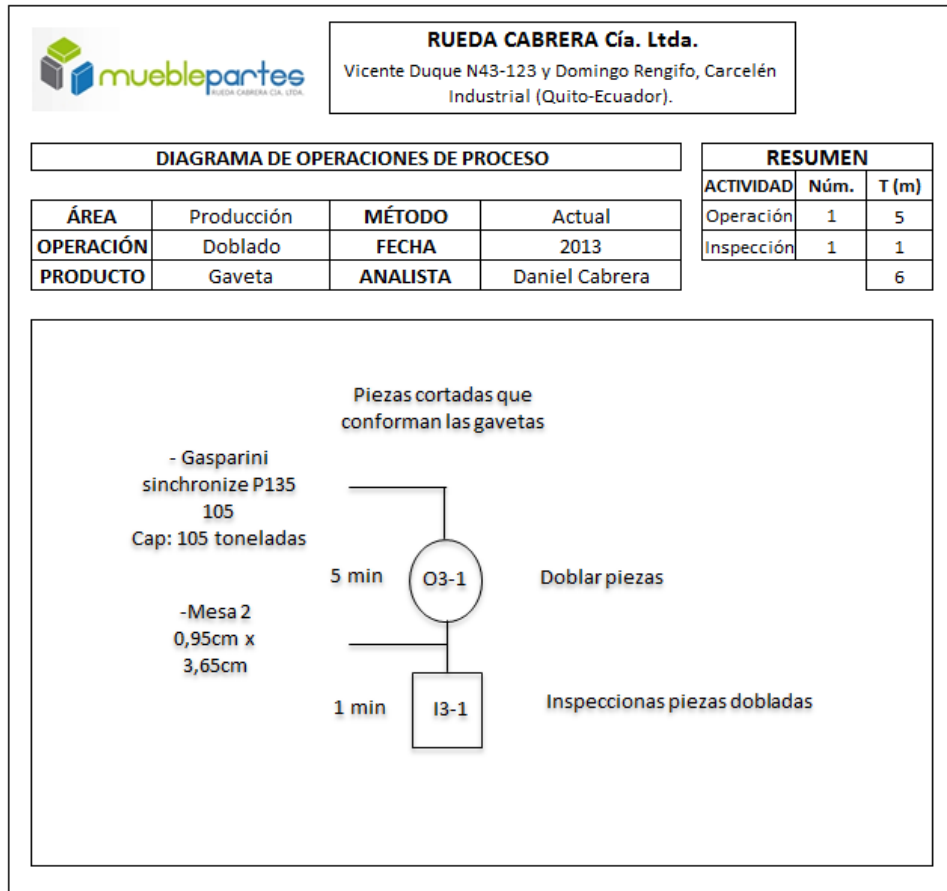 mueblepartes
RUEDA CABRERA CIA. LTDA.
RUEDA CABRERA Cía. Ltda.
Vicente Duque N43-123 y Domingo Rengifo, Carcelén
Industrial (Quito-Ecuador).
DIAGRAMA DE OPERACIONES DE PROCESO
ÁREA Producción MÉTODO Actual
OPERACIÓN Doblado FECHA 2013
PRODUCTO Gaveta ANALISTA Daniel Cabrera
RESUMEN
ACTIVIDAD Núm. T (m)
Operación 1 5
Inspección 1 1
6
Piezas cortadas que
conforman las gavetas
- Gasparini
sinchronize P135
105
Cap: 105 toneladas
5 min O3-1 Doblar piezas
-Mesa 2
0,95cm x
3,65cm
1 min I3-1 Inspeccionas piezas dobladas